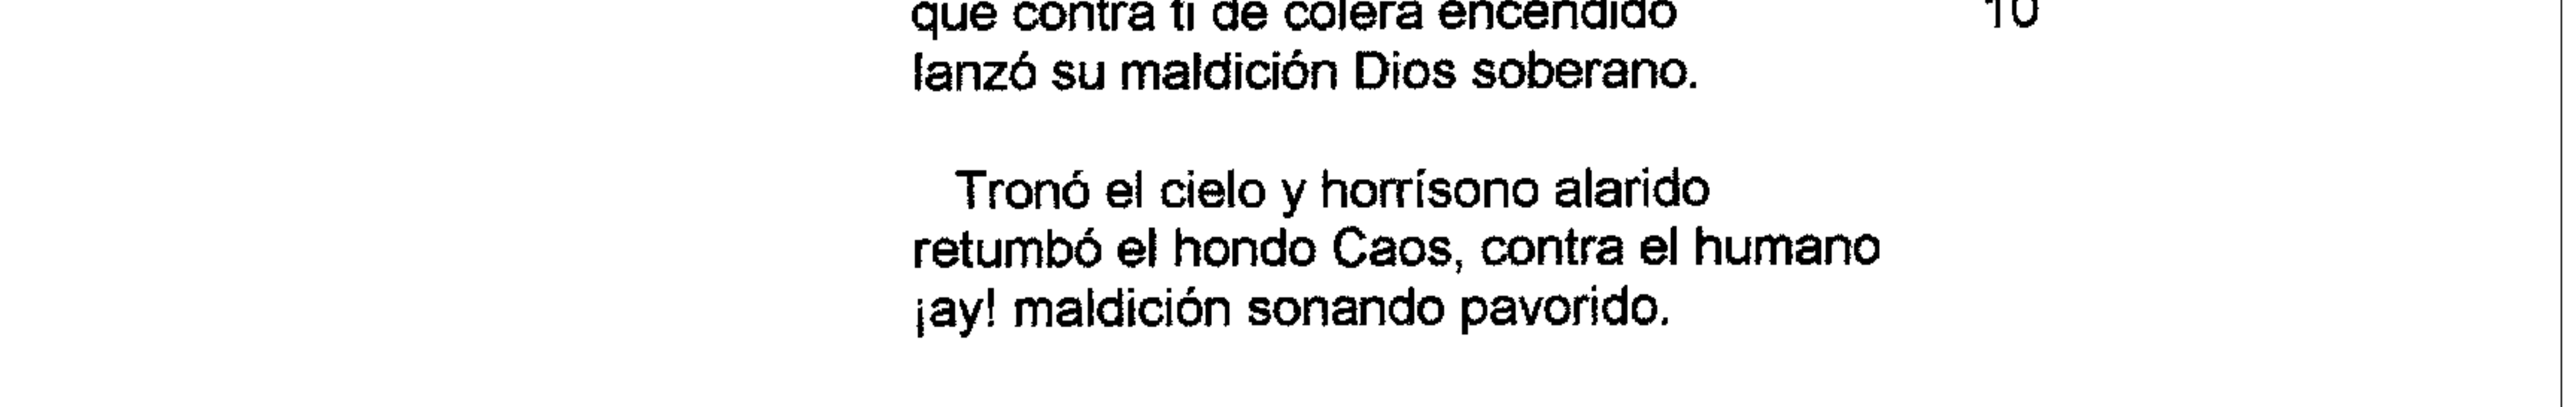 que contra ti de cólera encendido 10
lanzó su maldición Dios soberano.
Tronó el cielo y horrísono alarido
retumbó el hondo Caos, contra el humano
¡ay! maldición sonando pavorido.